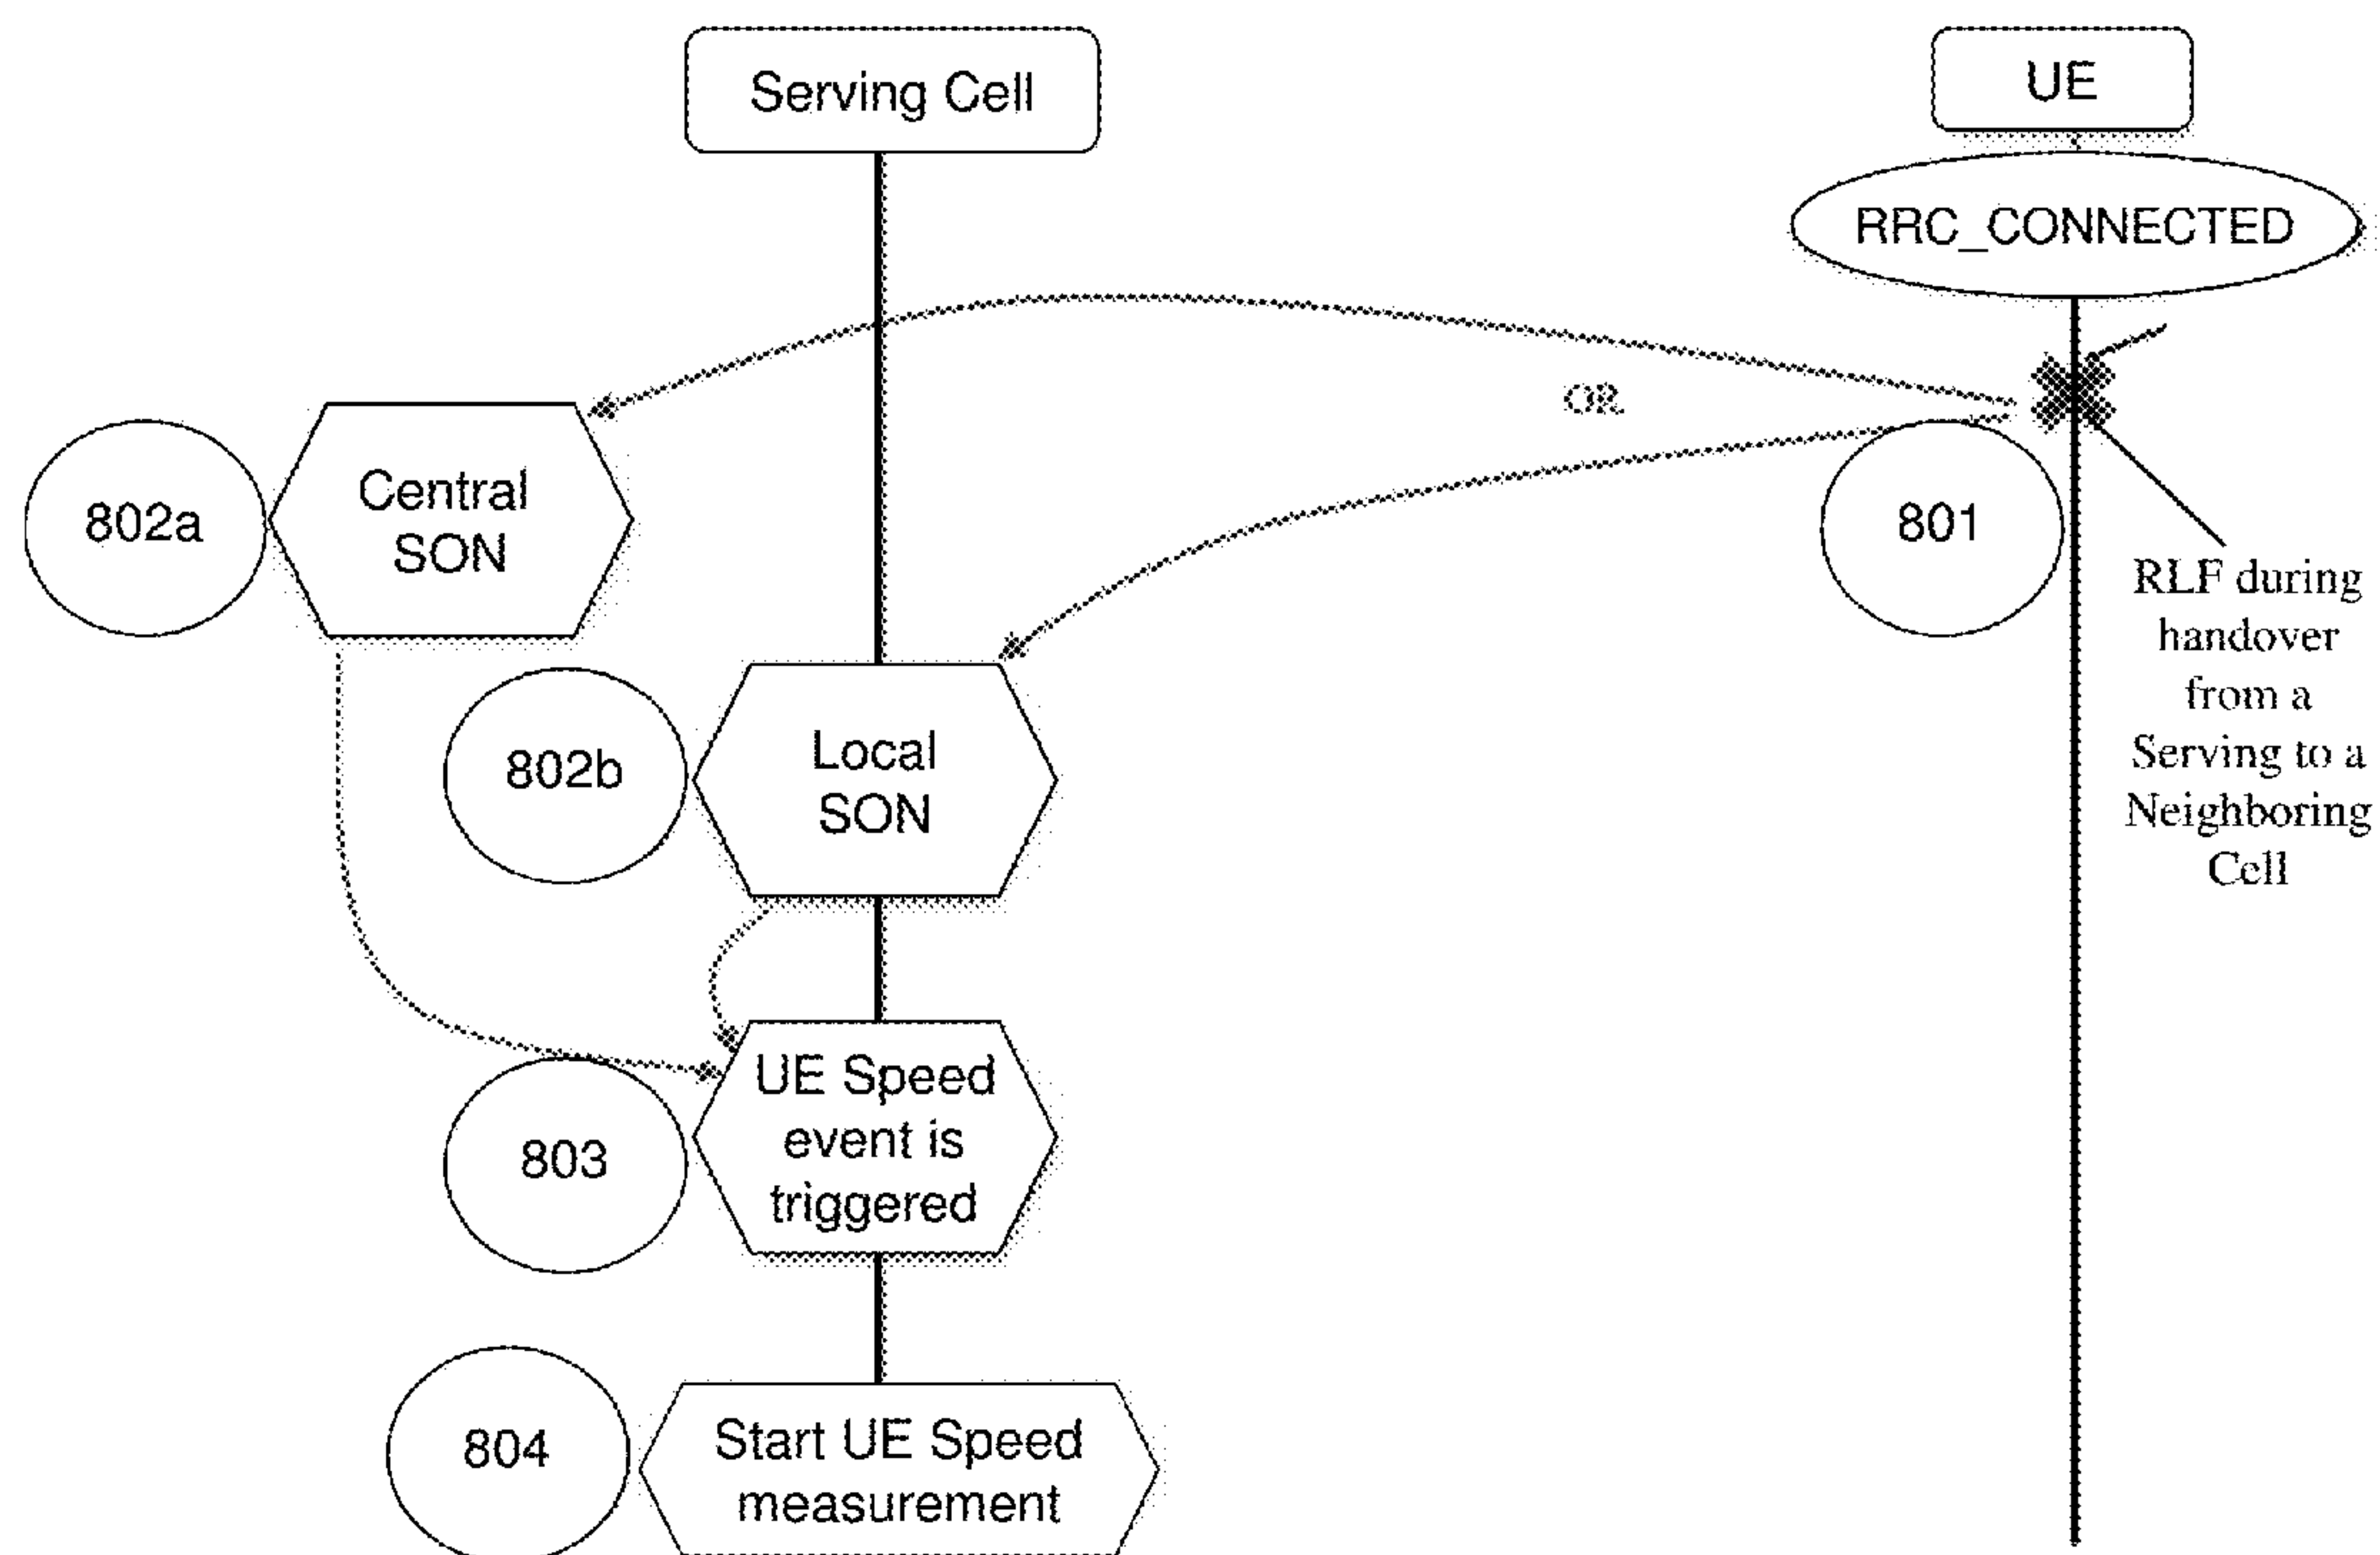 Serving Cell
UE
RRC_CONNECTED
OR
802a
Central
SON
801
RLF during
handover
from a
Serving to a
Neighboring
Cell
802b
Local
SON
803
UE Speed
event is
triggered
804
Start UE Speed
measurement